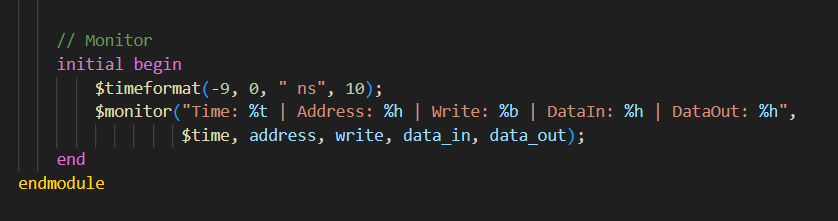 // Monitor
initial begin
$timeformat(-9, 0, " ns", 10);
$monitor("Time: %t | Address: %h | Write: %b | DataIn: %h | DataOut: %h",
$time, address, write, data_in, data_out);
end
endmodule